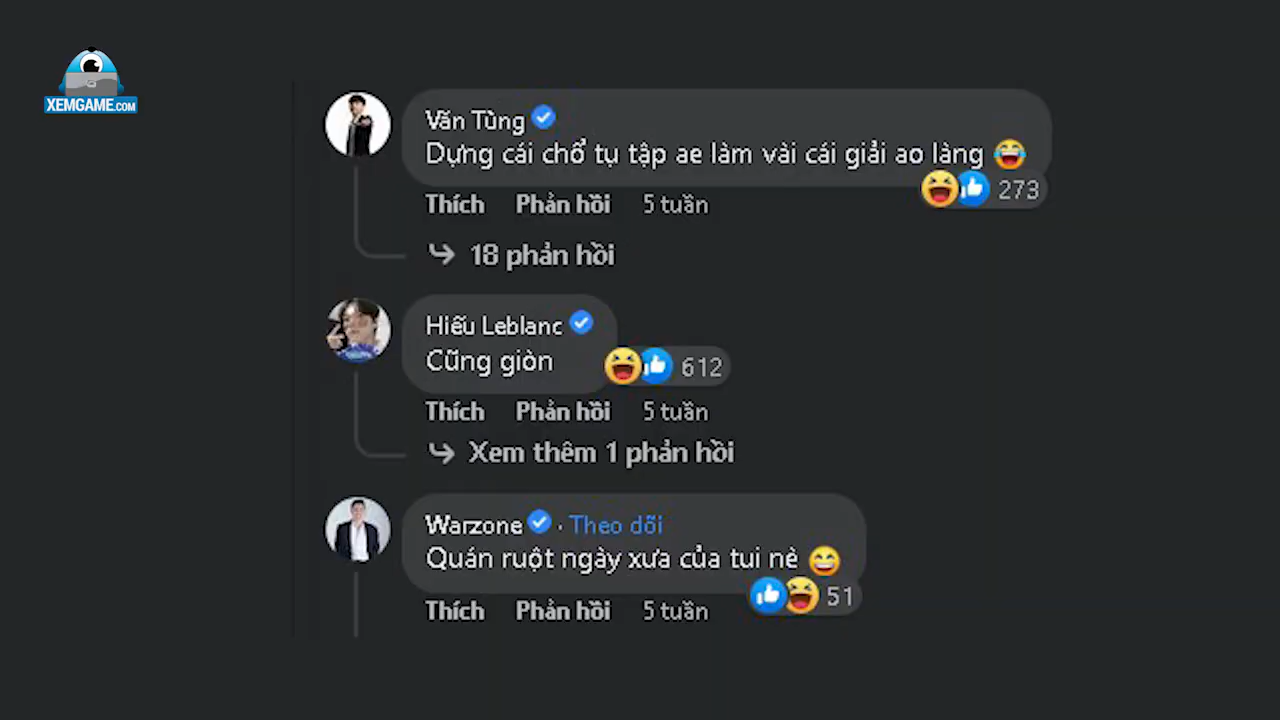 XEMGAME.COM
Văn Tùng
Dựng cái chổ tụ tập ae làm vài cái giải ao làng 😂
273
Thích Phản hồi 5 tuần
18 phản hồi
Hiếu Leblanc
Cũng giòn
612
Thích Phản hồi 5 tuần
Xem thêm 1 phản hồi
Warzone · Theo dõi
Quán ruột ngày xưa của tui nè 😄
51
Thích Phản hồi 5 tuần